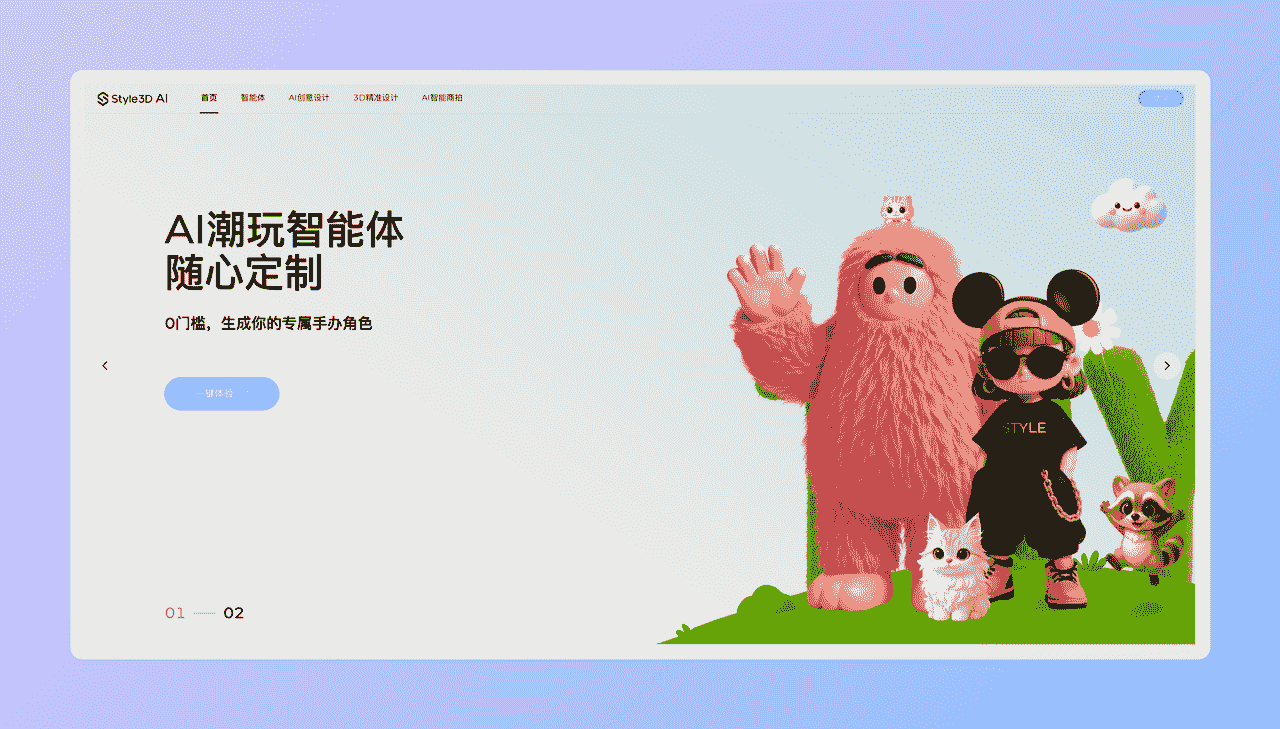 Style3D AI
首页
智能体
AI创意设计
3D精准设计
AI智能商拍
AI潮玩智能体
随心定制
0门槛，生成你的专属手办角色
一键体验
STYLE
01
02